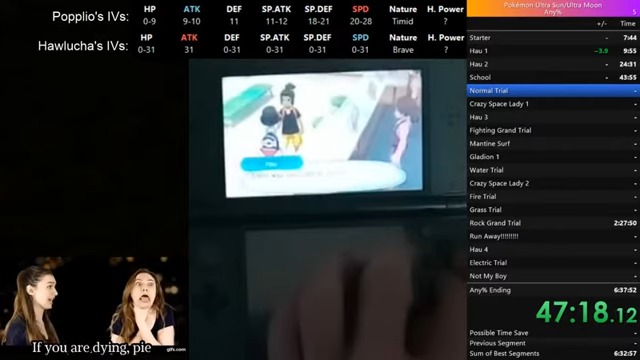 Popplio's IVs:
HP ATK DEF SP.ATK SP.DEF SPD Nature H. Power
0-9 9-10 11 11-12 18-21 20-28 Timid ?
Hawlucha's IVs:
HP ATK DEF SP.ATK SP.DEF SPD Nature H. Power
0-31 31 0-31 0-31 0-31 0-31 Brave ?
Pokémon Ultra Sun/Ultra Moon
Any% 5
+/- Time
Starter - 7:44
Hau 1 -3.9 9:55
Hau 2 - 24:31
School - 43:55
Normal Trial -
Crazy Space Lady 1 -
Hau 3 -
Fighting Grand Trial -
Mantine Surf -
Gladion 1 -
Water Trial -
Crazy Space Lady 2 -
Fire Trial -
Grass Trial -
Rock Grand Trial 2:27:50
Run Away!!!!!!!!! -
Hau 4 -
Electric Trial -
Not My Boy -
Any% Ending 6:37:52
47:18.12
Possible Time Save -
Previous Segment -
Sum of Best Segments 6:32:57
If you are dying, pie
gifs.com